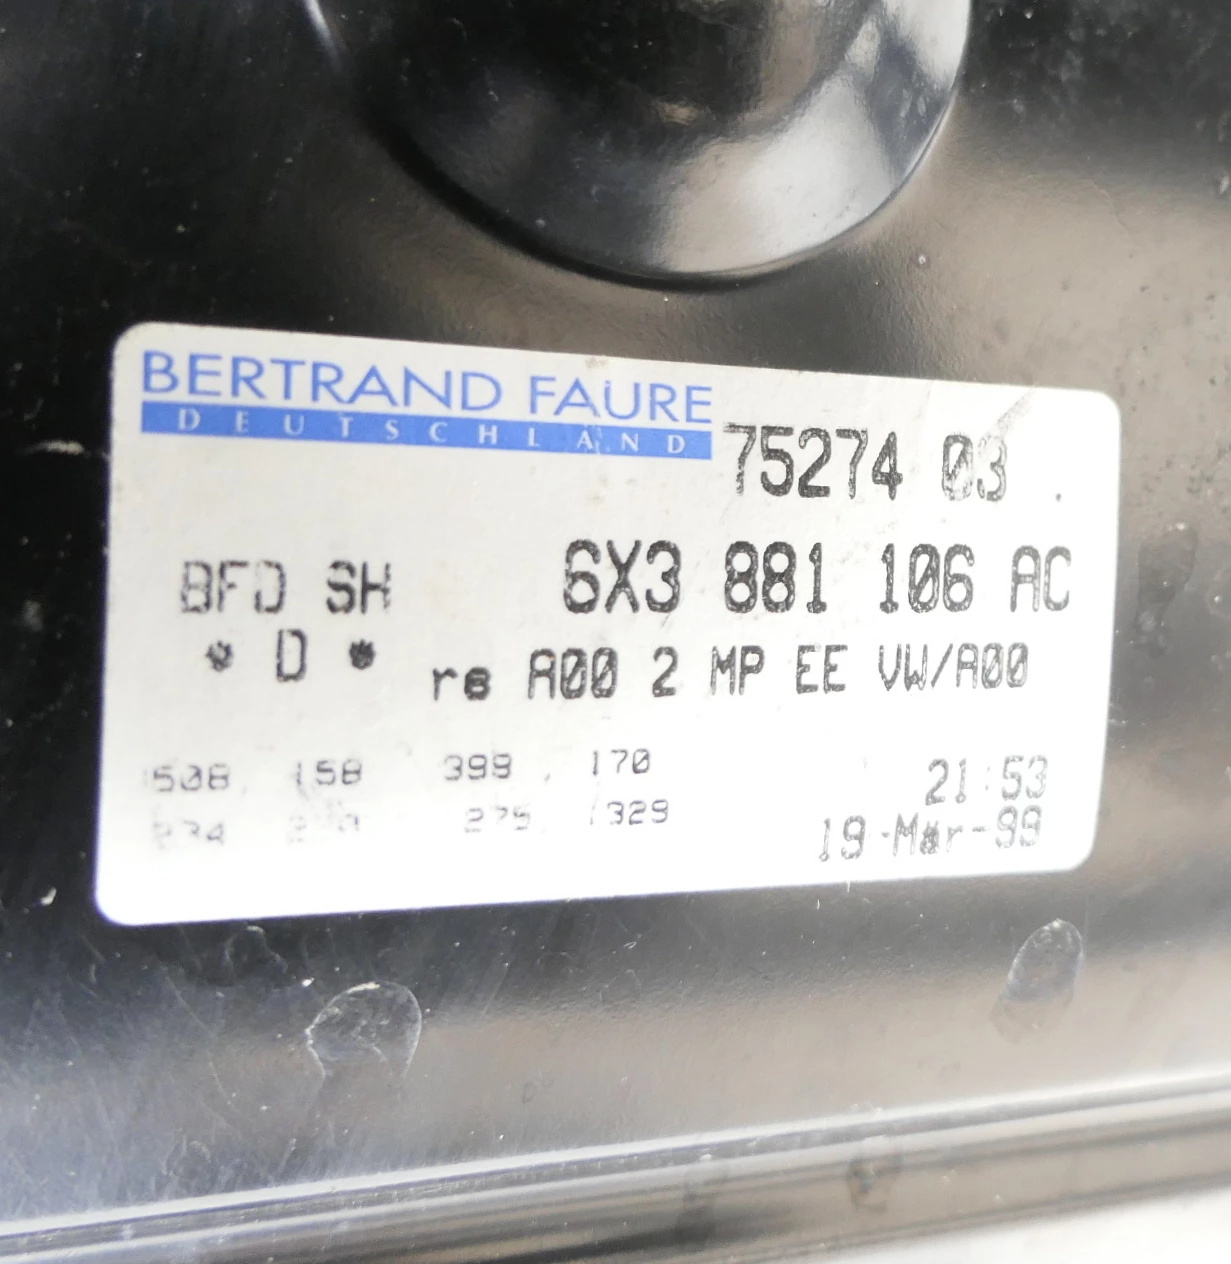 BERTRAND FAURE
DEUTSCHLAND
75274 03
BFD SH 6X3 881 106 AC
* D * re A00 2 MP EE VW/A00
508, 158 399, 170
275, 329
21:53
19-Mar-99